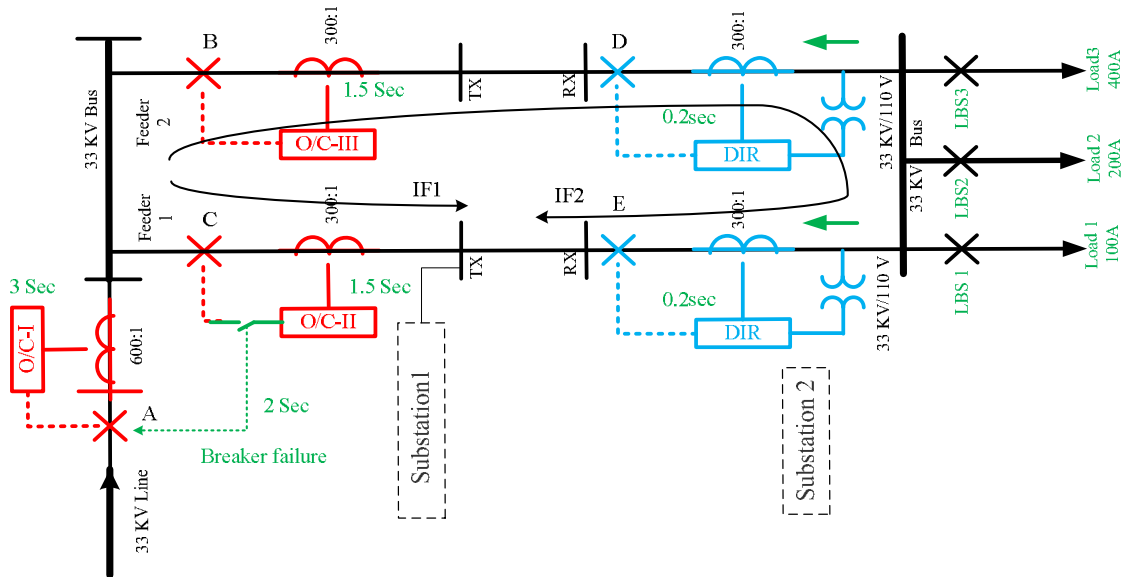 B
300:1
1.5 Sec
O/C-III
Feeder
2
33 KV Bus
TX
RX
D
300:1
0.2sec
DIR
33 KV/110 V
LBS3
Load3
400A
33 KV
Bus
LBS2
Load 2
200A
IF1
IF2
Feeder
1
C
300:1
1.5 Sec
O/C-II
TX
RX
E
300:1
0.2sec
DIR
33 KV/110 V
LBS 1
Load 1
100A
3 Sec
O/C-I
600:1
A
2 Sec
Breaker failure
33 KV Line
Substation1
Substation 2